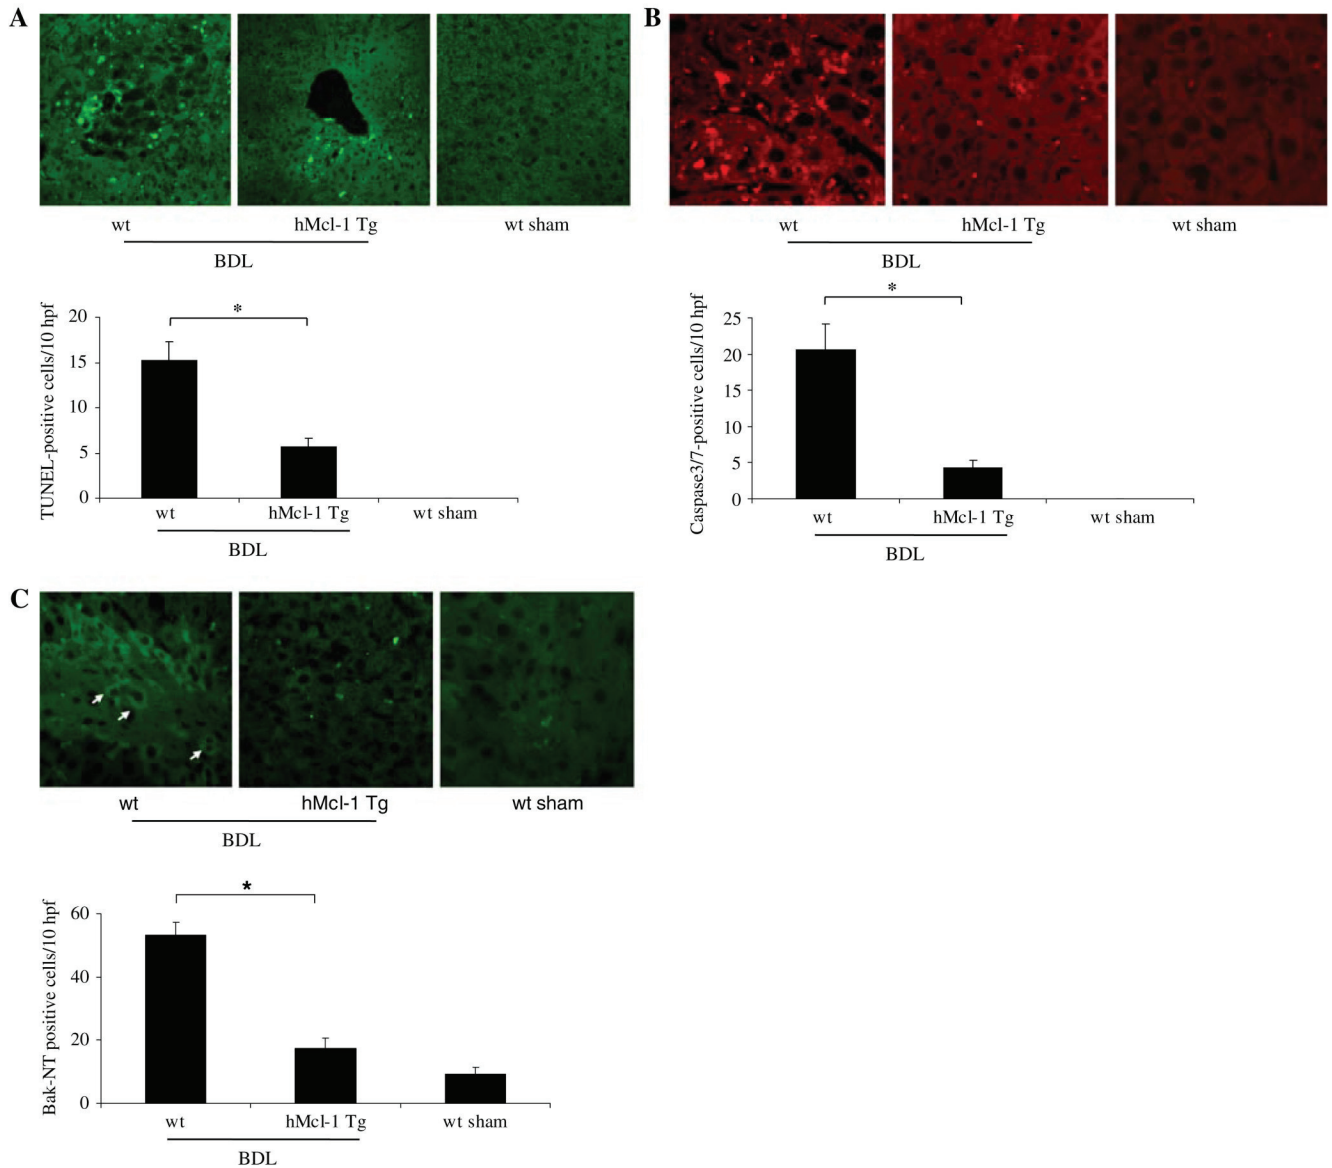 A
wt
hMcl-1 Tg
wt sham
BDL
TUNEL-positive cells/10 hpf
20
15
10
5
0
*
wt
hMcl-1 Tg
wt sham
BDL
B
wt
hMcl-1 Tg
wt sham
BDL
Caspase3/7-positive cells/10 hpf
25
20
15
10
5
0
*
wt
hMcl-1 Tg
wt sham
BDL
C
wt
hMcl-1 Tg
wt sham
BDL
Bak-NT positive cells/10 hpf
60
40
20
0
*
wt
hMcl-1 Tg
wt sham
BDL